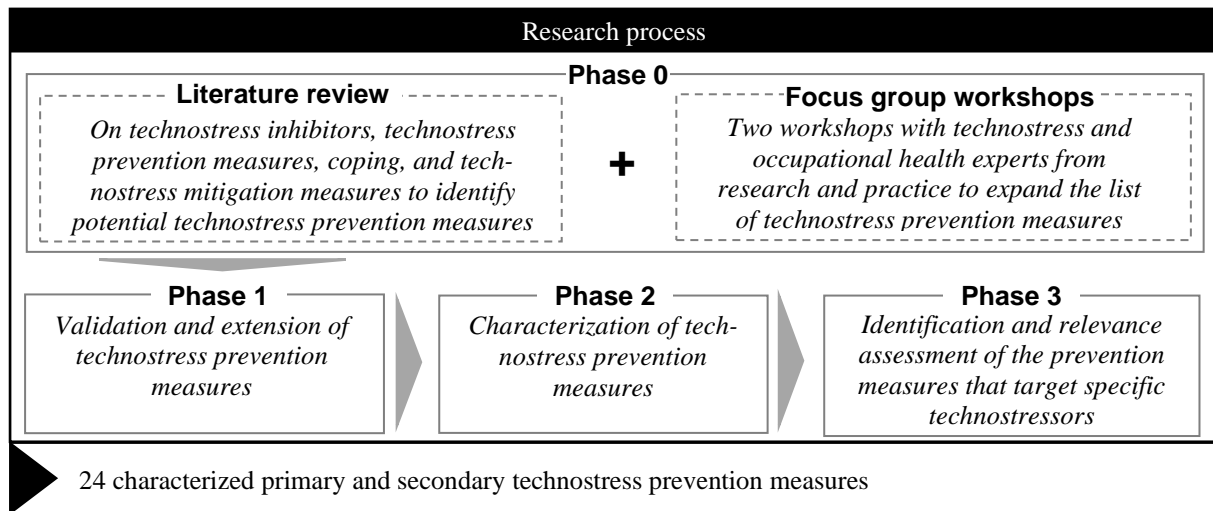 Research process
Phase 0
Literature review
On technostress inhibitors, technostress
prevention measures, coping, and tech-
nostress mitigation measures to identify
potential technostress prevention measures
+
Focus group workshops
Two workshops with technostress and
occupational health experts from
research and practice to expand the list
of technostress prevention measures
Phase 1
Validation and extension of
technostress prevention
measures
Phase 2
Characterization of tech-
nostress prevention
measures
Phase 3
Identification and relevance
assessment of the prevention
measures that target specific
technostressors
24 characterized primary and secondary technostress prevention measures